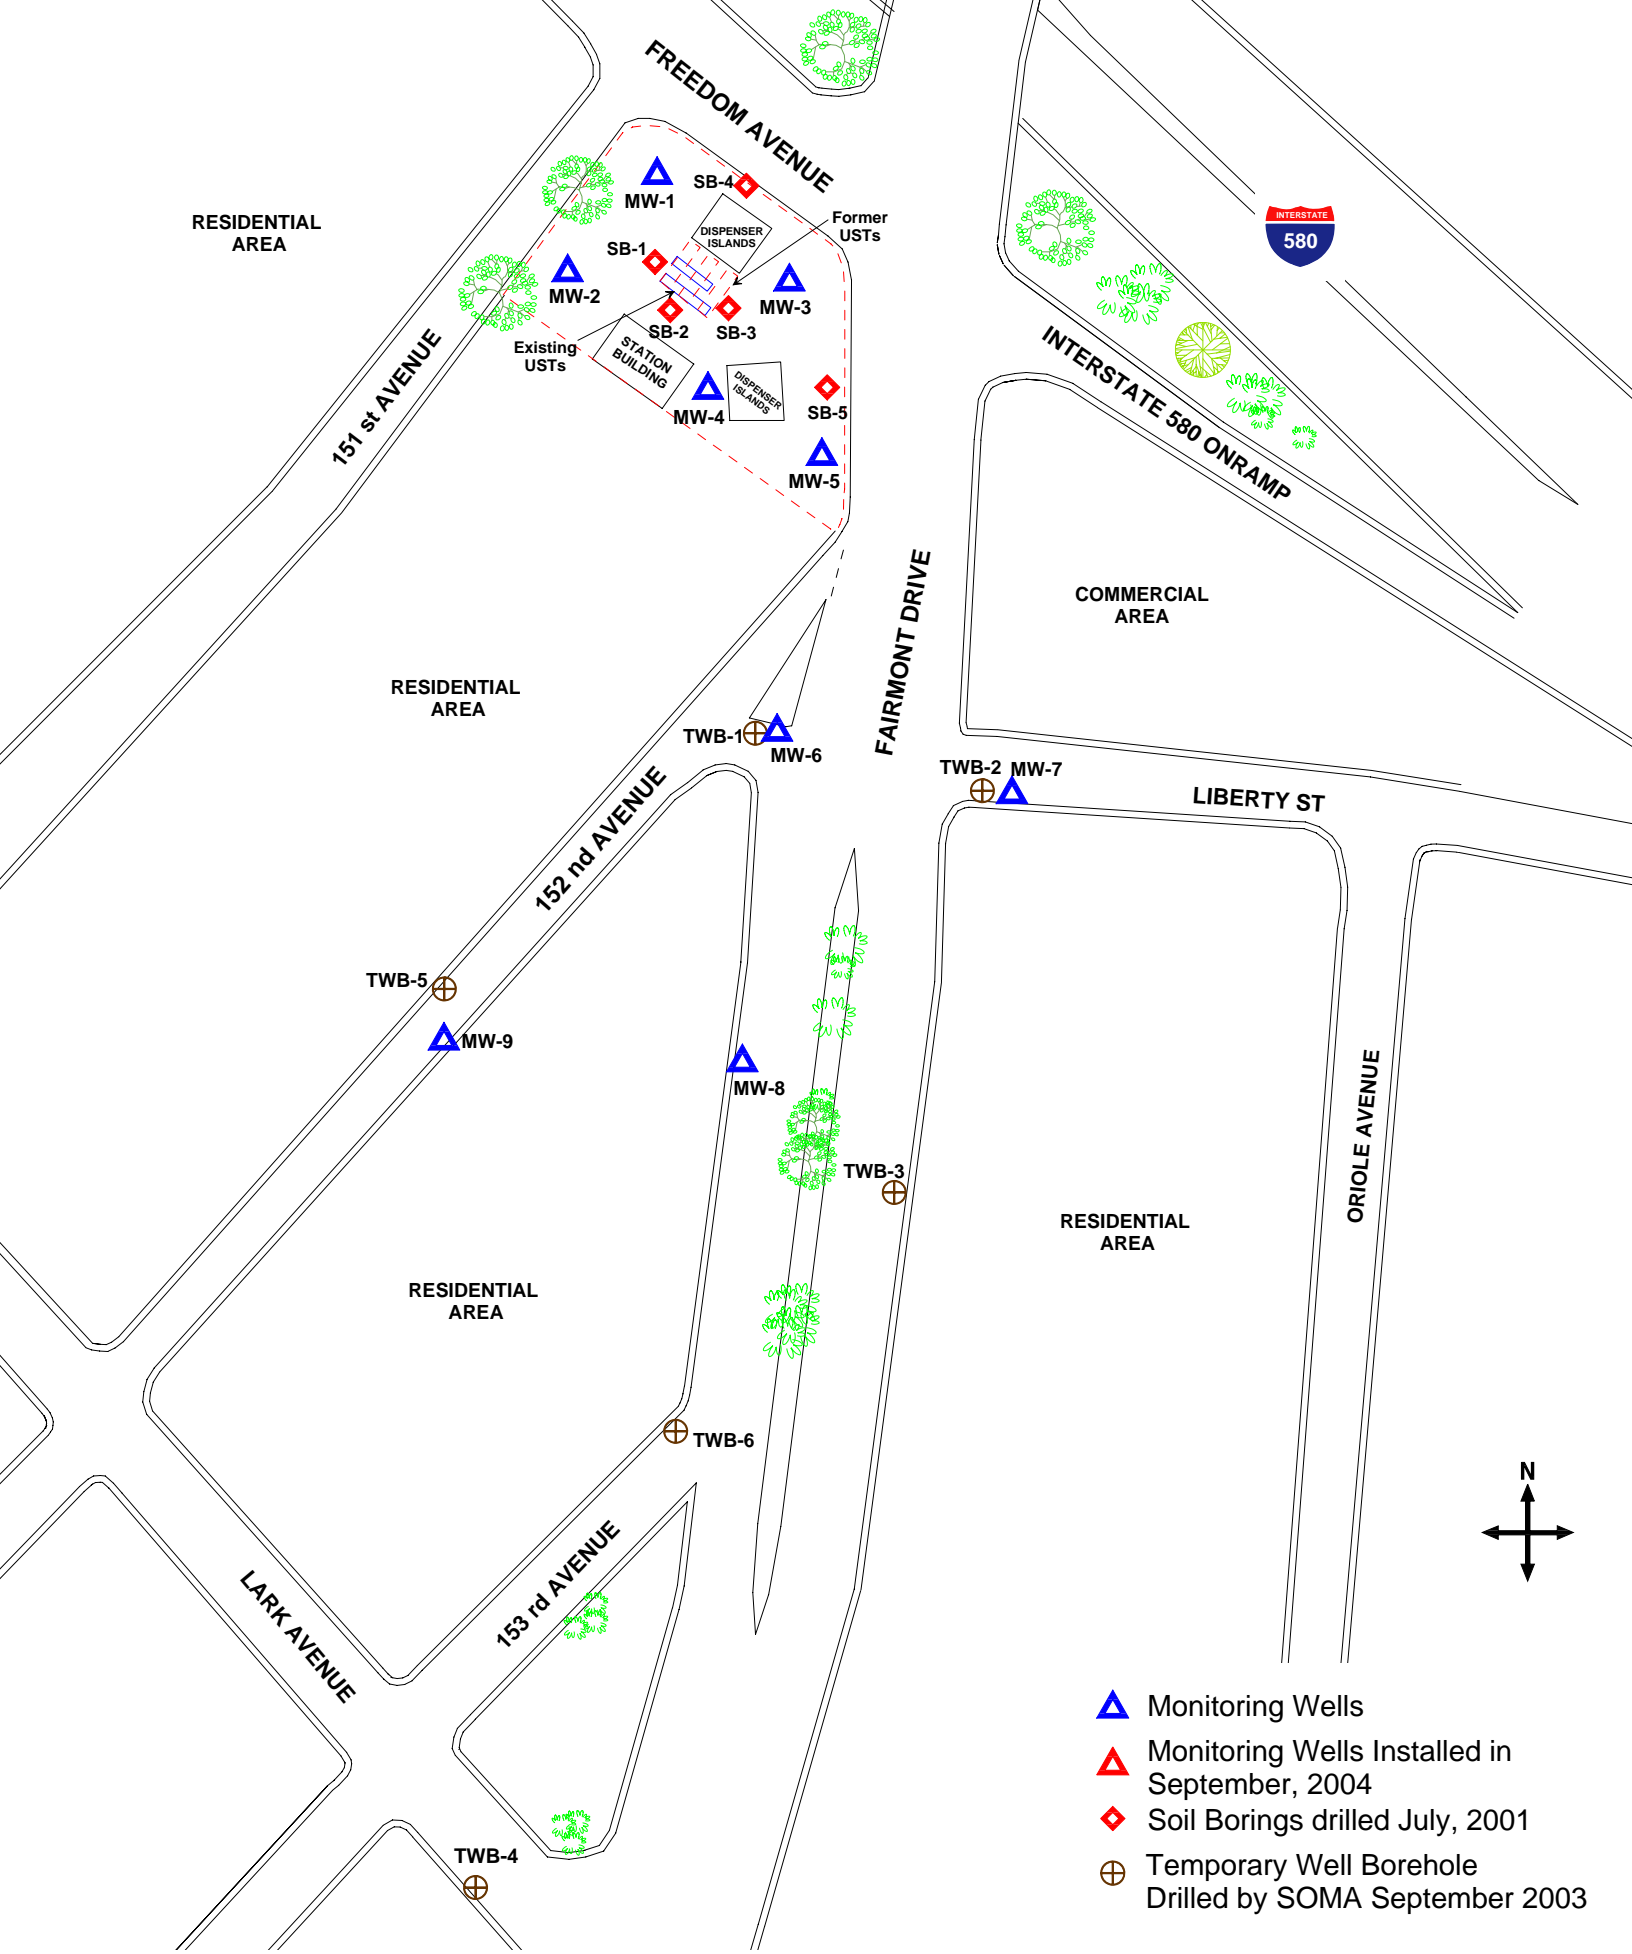 FREEDOM AVENUE
SB-4
MW-1
RESIDENTIAL
AREA
DISPENSER
ISLANDS
Former
USTs
INTERSTATE
580
SB-1
MW-2
MW-3
SB-2
SB-3
Existing
USTs
STATION
BUILDING
DISPENSER
ISLANDS
MW-4
SB-5
MW-5
151 st AVENUE
INTERSTATE 580 ONRAMP
COMMERCIAL
AREA
FAIRMONT DRIVE
RESIDENTIAL
AREA
TWB-1
MW-6
TWB-2
MW-7
LIBERTY ST
152 nd AVENUE
TWB-5
MW-9
MW-8
TWB-3
ORIOLE AVENUE
RESIDENTIAL
AREA
RESIDENTIAL
AREA
TWB-6
N
153 rd AVENUE
LARK AVENUE
TWB-4
Monitoring Wells
Monitoring Wells Installed in
September, 2004
Soil Borings drilled July, 2001
Temporary Well Borehole
Drilled by SOMA September 2003